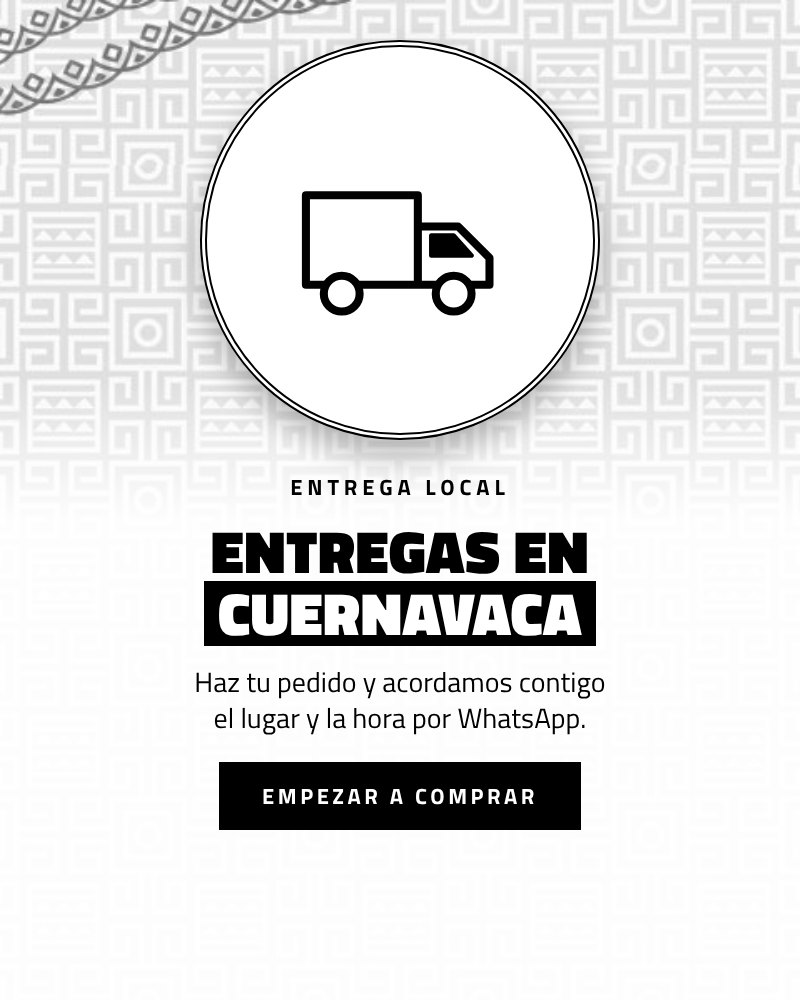 ENTREGA LOCAL
ENTREGAS EN
CUERNAVACA
Haz tu pedido y acordamos contigo
el lugar y la hora por WhatsApp.
EMPEZAR A COMPRAR